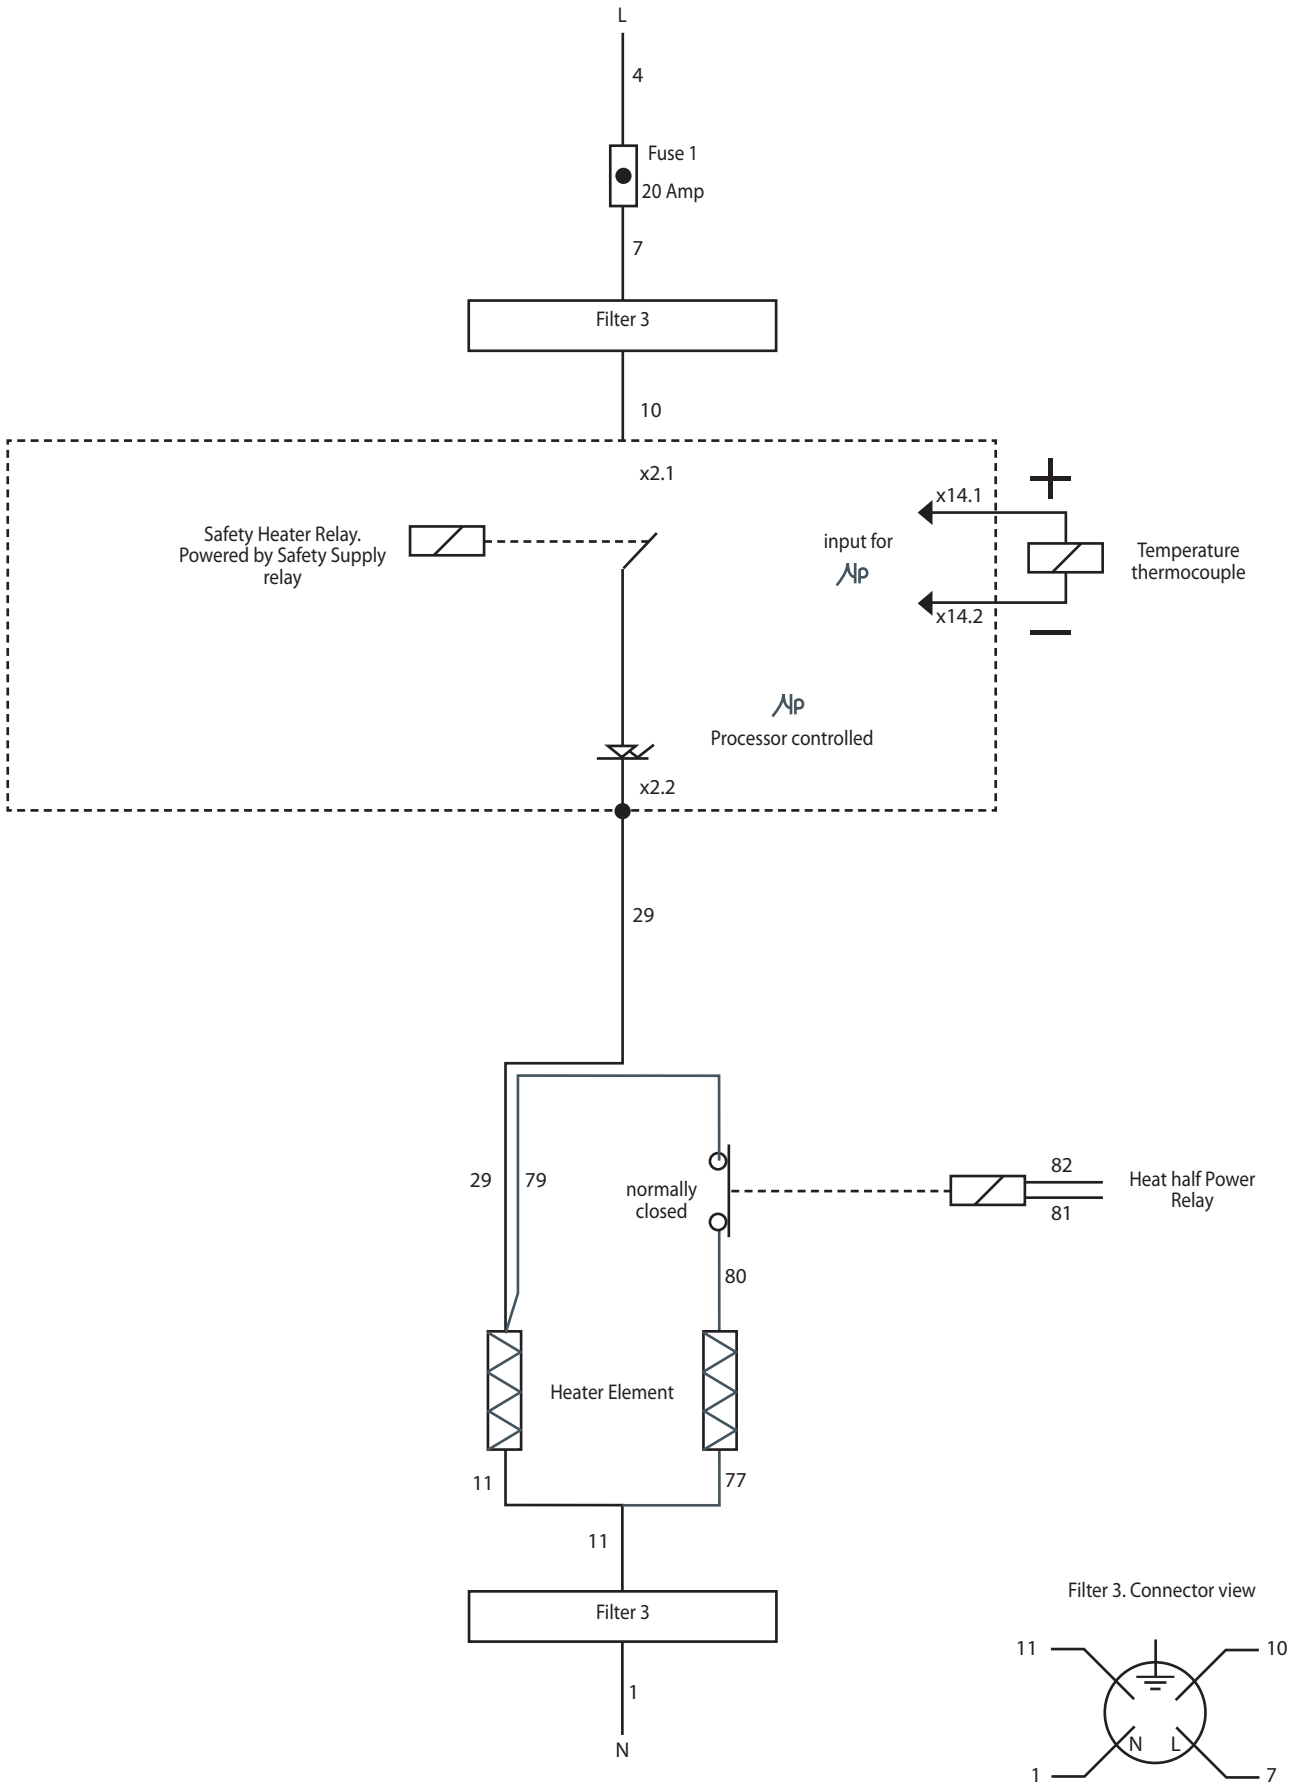 L
4
Fuse 1
20 Amp
7
Filter 3
10
x2.1
x14.1
Safety Heater Relay.
Powered by Safety Supply
relay
input for
µp
Temperature
thermocouple
x14.2
µp
Processor controlled
x2.2
29
29
79
normally
closed
82
81
Heat half Power
Relay
80
Heater Element
11
77
11
Filter 3
1
N
Filter 3. Connector view
11
10
N
L
1
7